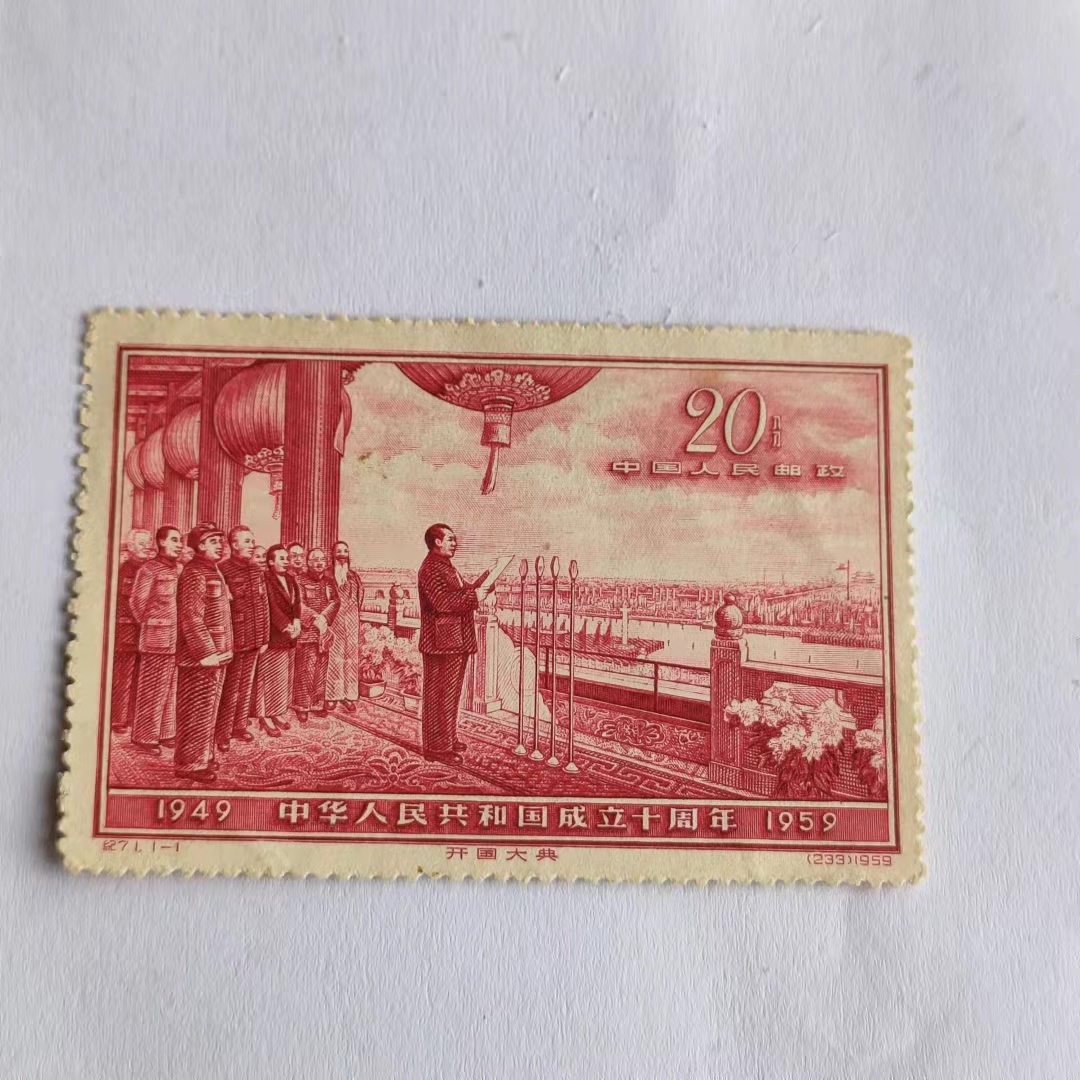 20分
中国人民邮政
1949 中华人民共和国成立十周年 1959
纪71.1-1 开国大典 (233)1959